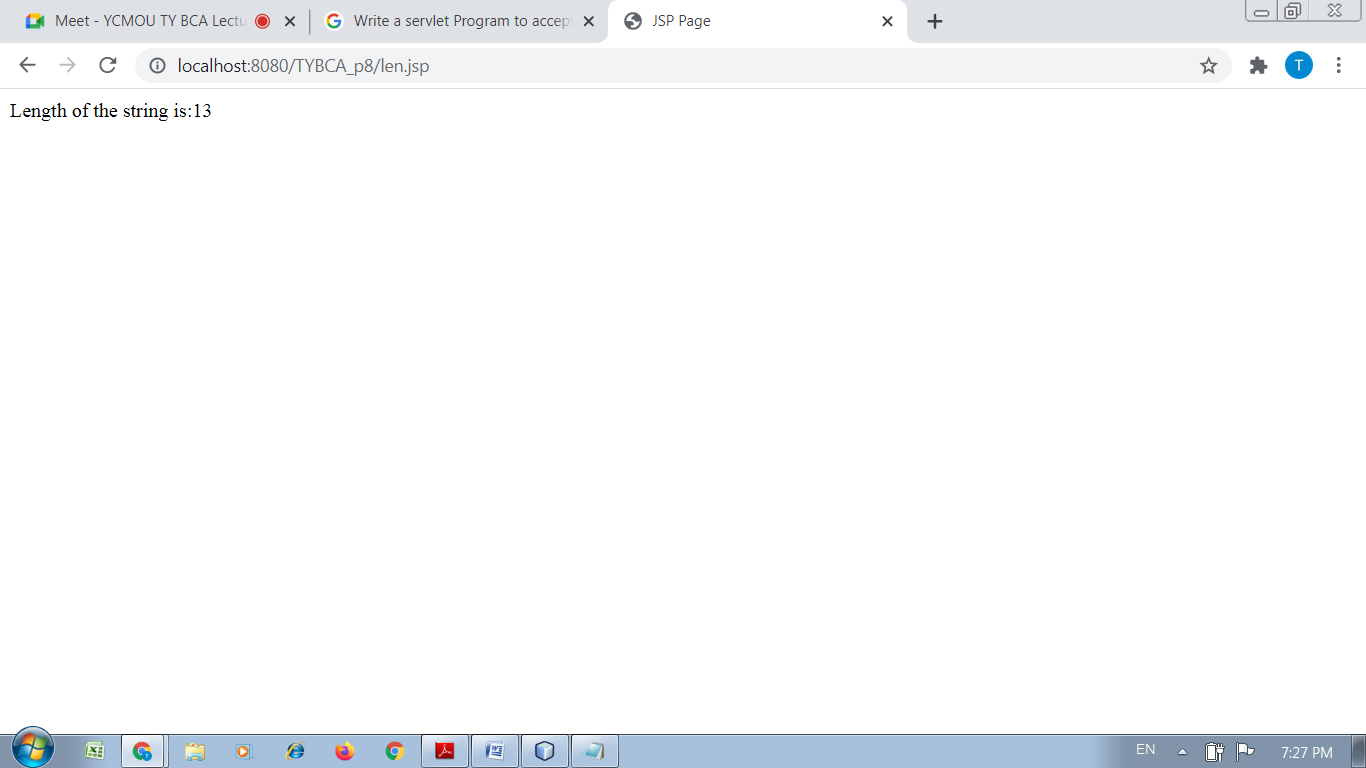 Meet - YCMOU TY BCA Lectu
Write a servlet Program to accep
JSP Page
localhost:8080/TYBCA_p8/len.jsp
T
Length of the string is:13
EN
7:27 PM